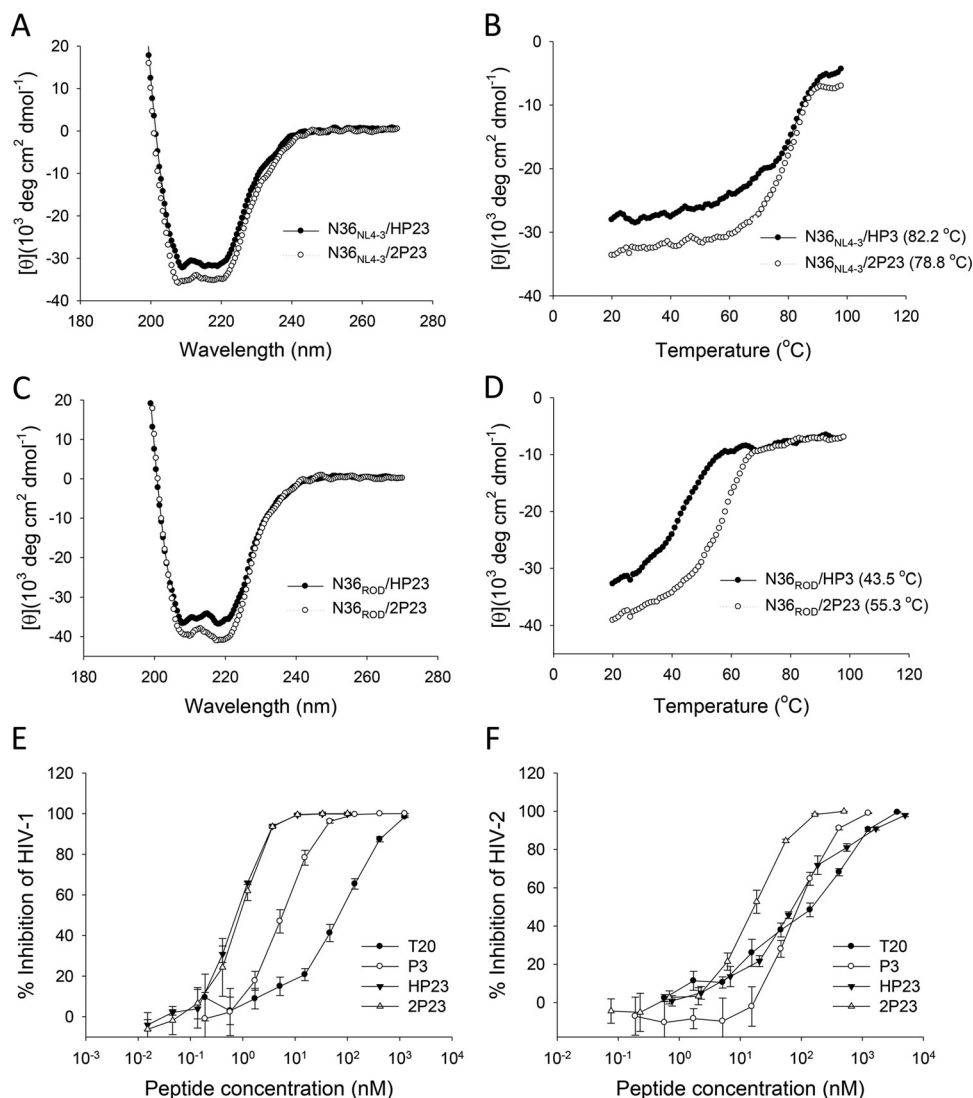 A
[θ](10³ deg cm² dmol⁻¹)
20
10
0
-10
-20
-30
-40
180 200 220 240 260 280
Wavelength (nm)
N36NL4-3/HP23
N36NL4-3/2P23
B
[θ](10³ deg cm² dmol⁻¹)
0
-10
-20
-30
-40
0 20 40 60 80 100 120
Temperature (°C)
N36NL4-3/HP3 (82.2 °C)
N36NL4-3/2P23 (78.8 °C)
C
[θ](10³ deg cm² dmol⁻¹)
20
10
0
-10
-20
-30
-40
180 200 220 240 260 280
Wavelength (nm)
N36ROD/HP23
N36ROD/2P23
D
[θ](10³ deg cm² dmol⁻¹)
0
-10
-20
-30
-40
0 20 40 60 80 100 120
Temperature (°C)
N36ROD/HP3 (43.5 °C)
N36ROD/2P23 (55.3 °C)
E
% Inhibition of HIV-1
120
100
80
60
40
20
0
10⁻³ 10⁻² 10⁻¹ 10⁰ 10¹ 10² 10³ 10⁴
Peptide concentration (nM)
T20
P3
HP23
2P23
F
% Inhibition of HIV-2
120
100
80
60
40
20
0
10⁻² 10⁻¹ 10⁰ 10¹ 10² 10³ 10⁴
Peptide concentration (nM)
T20
P3
HP23
2P23